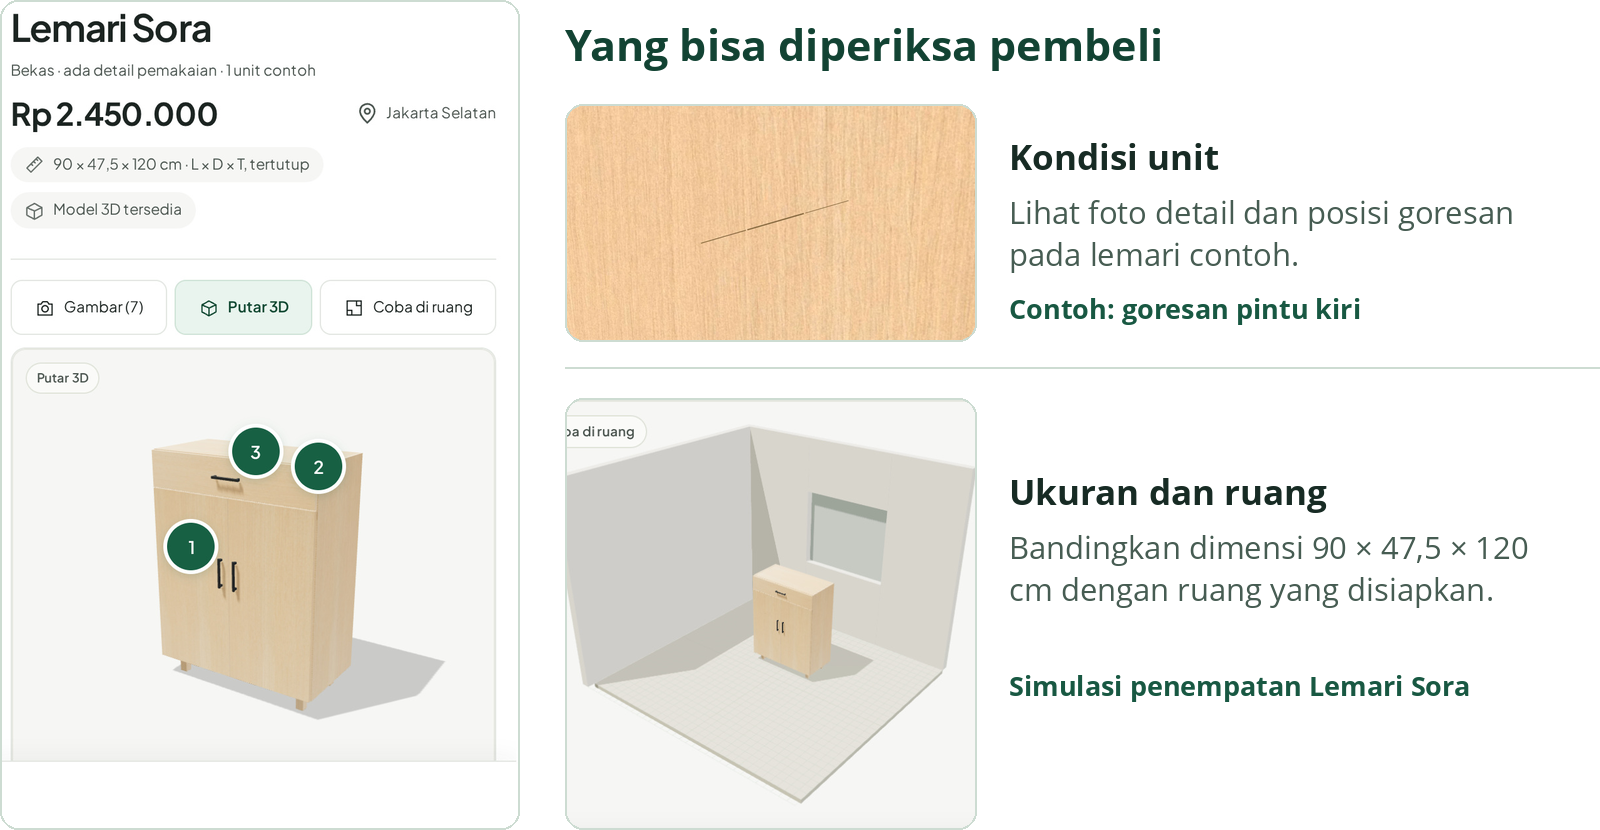 Lemari Sora
Bekas · ada detail pemakaian · 1 unit contoh
Rp 2.450.000
Jakarta Selatan
90 × 47,5 × 120 cm · L × D × T, tertutup
Model 3D tersedia
Gambar (7)
Putar 3D
Coba di ruang
Putar 3D
3
2
1
Yang bisa diperiksa pembeli
Kondisi unit
Lihat foto detail dan posisi goresan
pada lemari contoh.
Contoh: goresan pintu kiri
ba di ruang
Ukuran dan ruang
Bandingkan dimensi 90 × 47,5 × 120
cm dengan ruang yang disiapkan.
Simulasi penempatan Lemari Sora